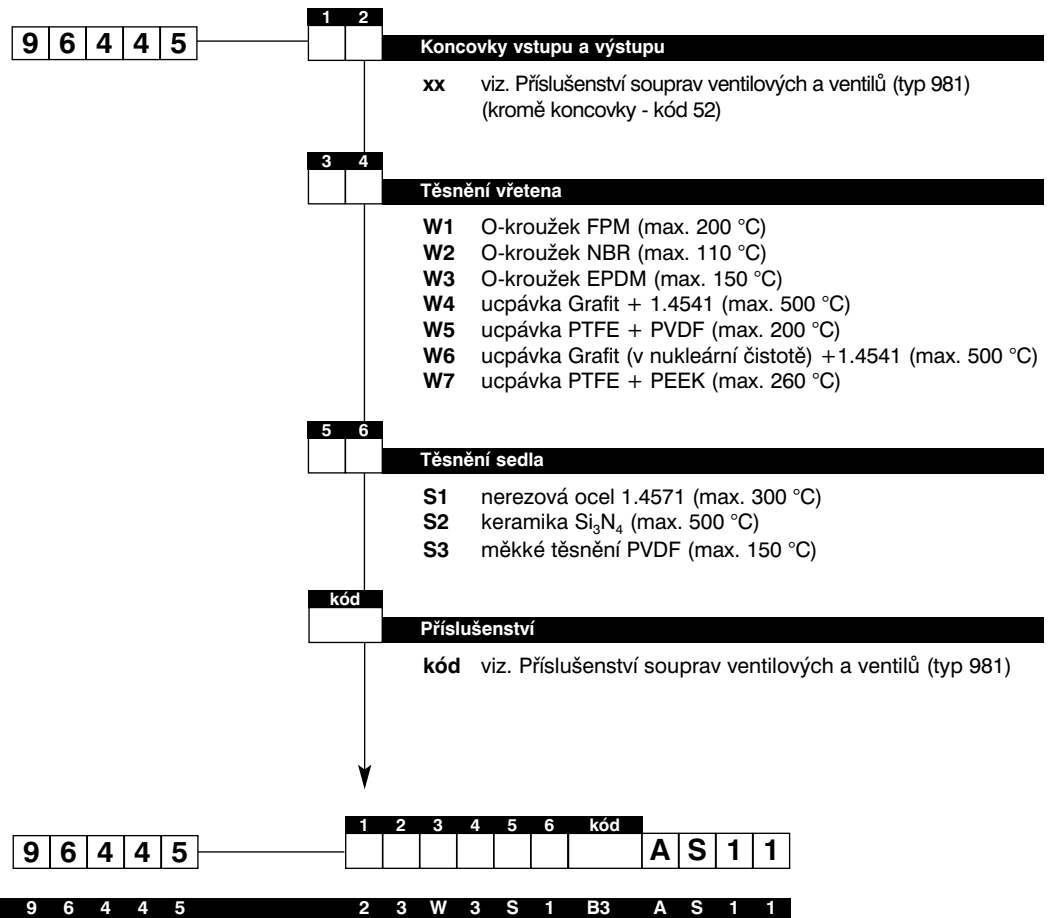 1 2
9 6 4 4 5
Koncovky vstupu a výstupu
xx viz. Příslušenství souprav ventilových a ventilů (typ 981)
(kromě koncovky - kód 52)
3 4
Těsnění vřetena
W1 O-kroužek FPM (max. 200 °C)
W2 O-kroužek NBR (max. 110 °C)
W3 O-kroužek EPDM (max. 150 °C)
W4 ucpávka Grafit + 1.4541 (max. 500 °C)
W5 ucpávka PTFE + PVDF (max. 200 °C)
W6 ucpávka Grafit (v nukleární čistotě) +1.4541 (max. 500 °C)
W7 ucpávka PTFE + PEEK (max. 260 °C)
5 6
Těsnění sedla
S1 nerezová ocel 1.4571 (max. 300 °C)
S2 keramika Si₃N₄ (max. 500 °C)
S3 měkké těsnění PVDF (max. 150 °C)
kód
Příslušenství
kód viz. Příslušenství souprav ventilových a ventilů (typ 981)
1 2 3 4 5 6 kód
9 6 4 4 5 A S 1 1
9 6 4 4 5 2 3 W 3 S 1 B3 A S 1 1